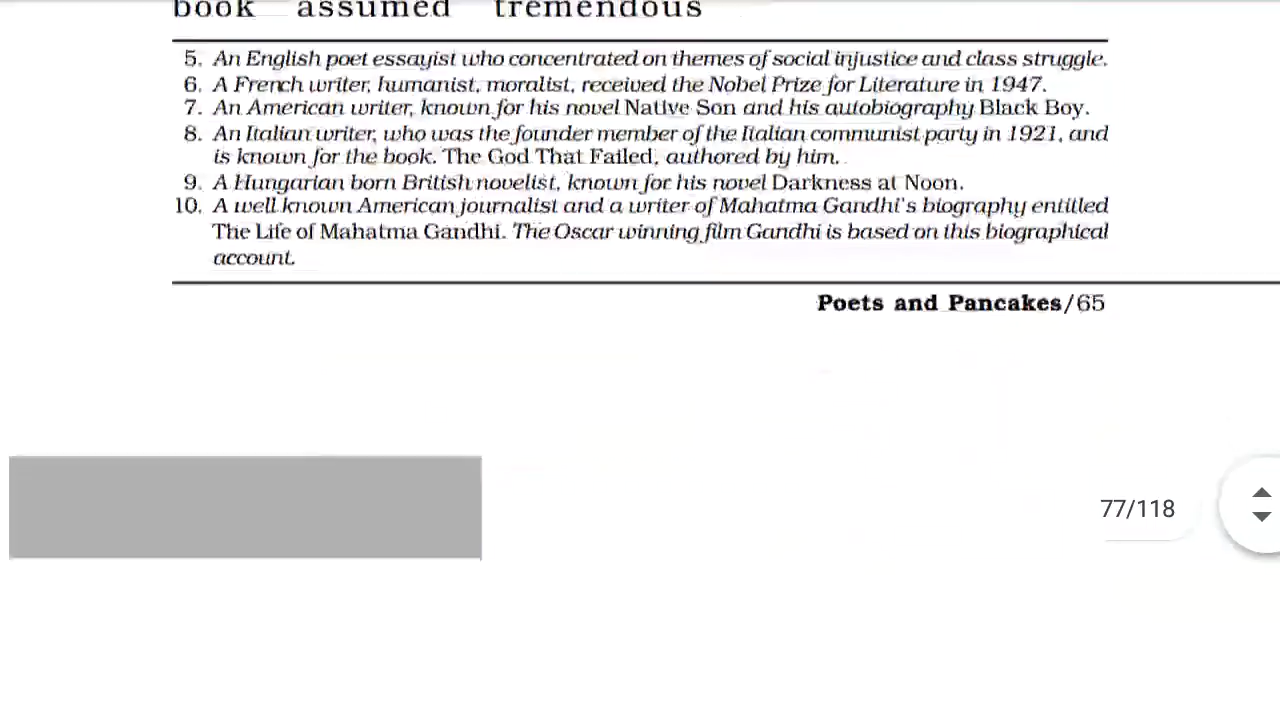 book assumed tremendous
5. An English poet essayist who concentrated on themes of social injustice and class struggle.
6. A French writer, humanist, moralist, received the Nobel Prize for Literature in 1947.
7. An American writer, known for his novel Native Son and his autobiography Black Boy.
8. An Italian writer, who was the founder member of the Italian communist party in 1921, and
is known for the book. The God That Failed, authored by him.
9. A Hungarian born British novelist, known for his novel Darkness at Noon.
10. A well known American journalist and a writer of Mahatma Gandhi's biography entitled
The Life of Mahatma Gandhi. The Oscar winning film Gandhi is based on this biographical
account.
Poets and Pancakes/65
77/118